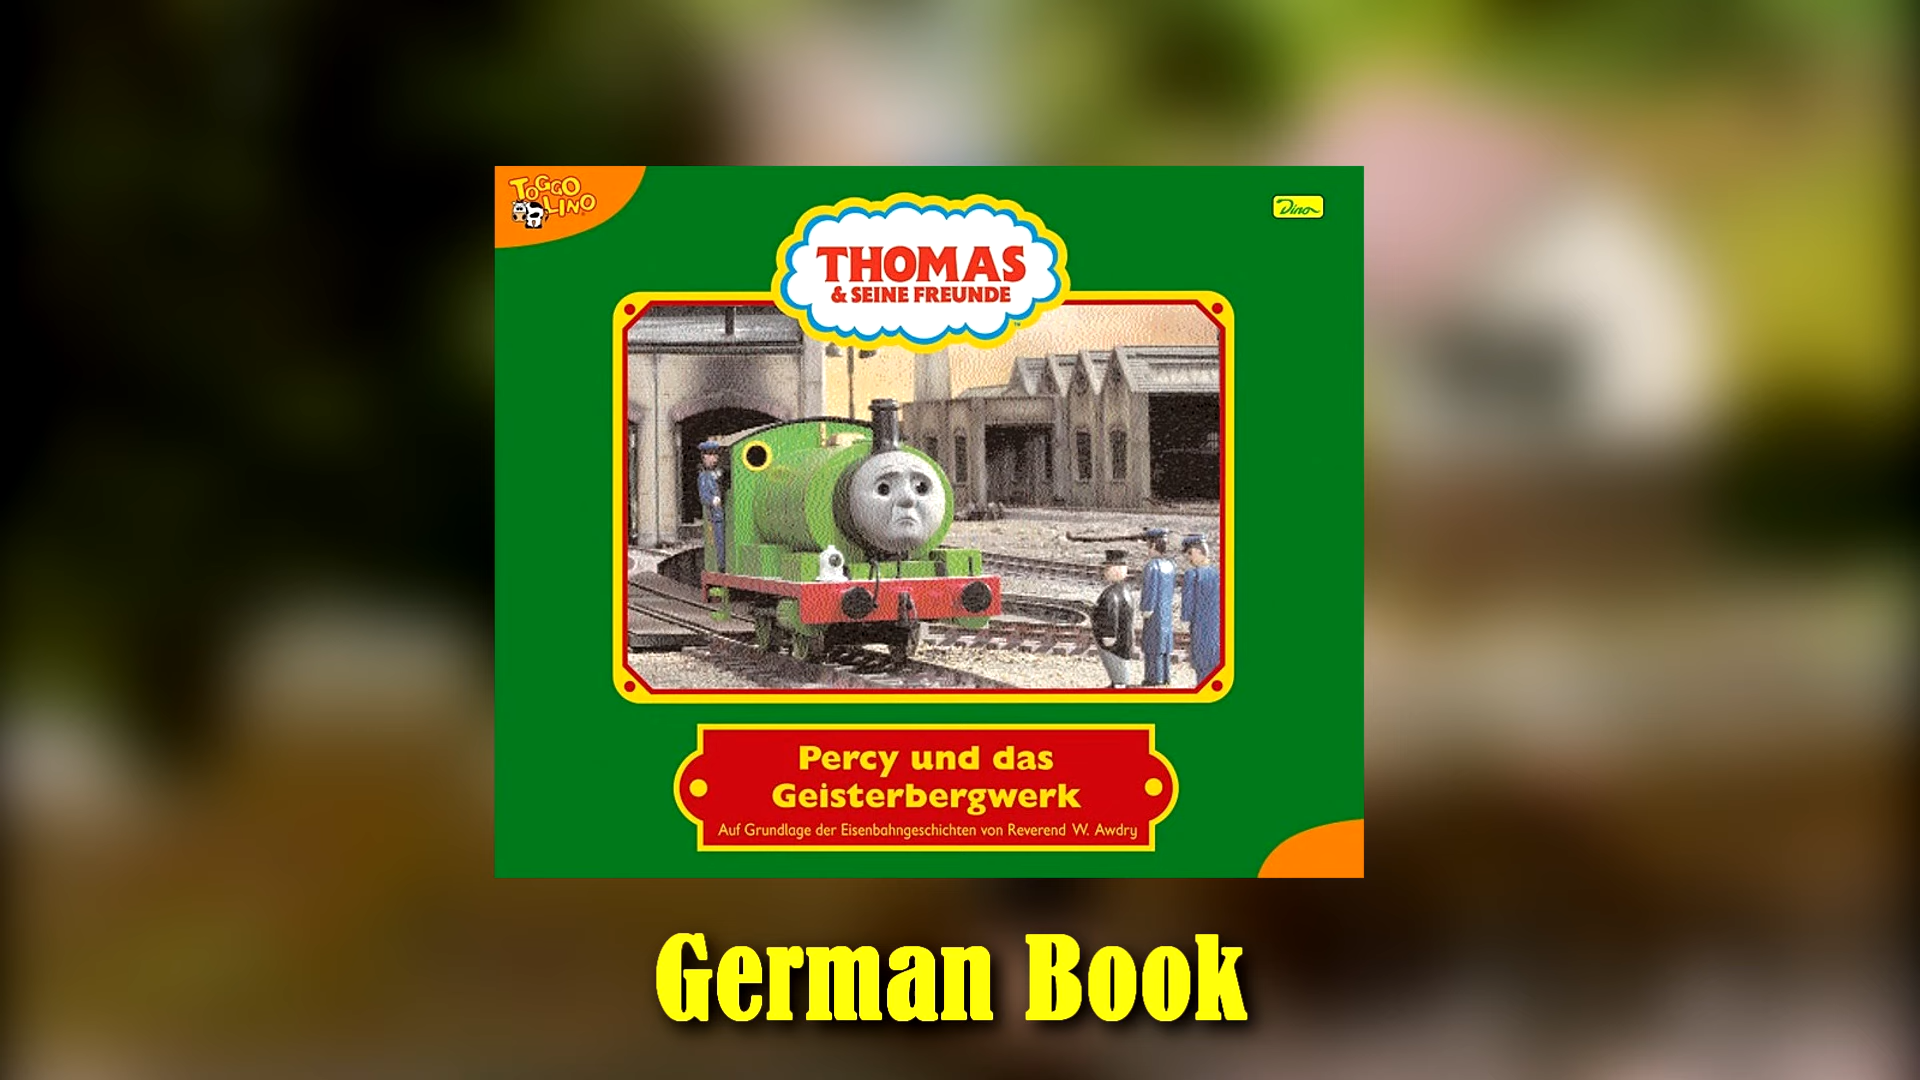 TOGGO
LINO
Dino
THOMAS
& SEINE FREUNDE
Percy und das
Geisterbergwerk
Auf Grundlage der Eisenbahngeschichten von Reverend W. Awdry
German Book